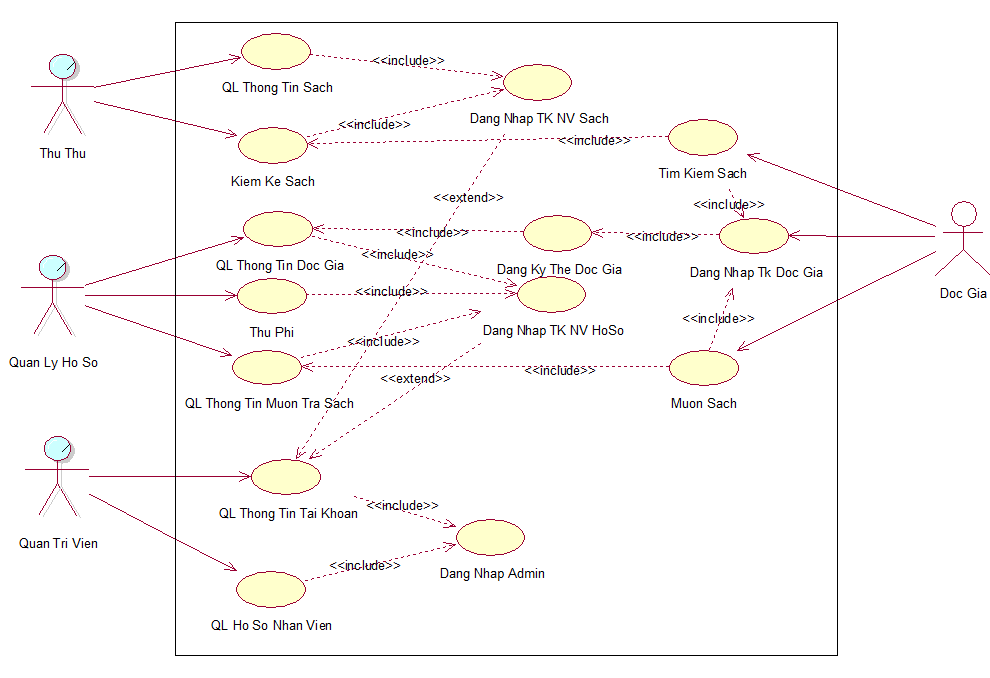 QL Thong Tin Sach
<<include>>
Dang Nhap TK NV Sach
Thu Thu
<<include>>
<<include>>
Kiem Ke Sach
Tim Kiem Sach
<<extend>>
<<include>>
<<include>>
<<include>>
<<include>>
QL Thong Tin Doc Gia
Dang Ky The Doc Gia
Dang Nhap Tk Doc Gia
Doc Gia
<<include>>
Thu Phi
Dang Nhap TK NV HoSo
<<include>>
<<include>>
Quan Ly Ho So
<<extend>>
<<include>>
QL Thong Tin Muon Tra Sach
Muon Sach
QL Thong Tin Tai Khoan
<<include>>
Quan Tri Vien
<<include>>
Dang Nhap Admin
QL Ho So Nhan Vien